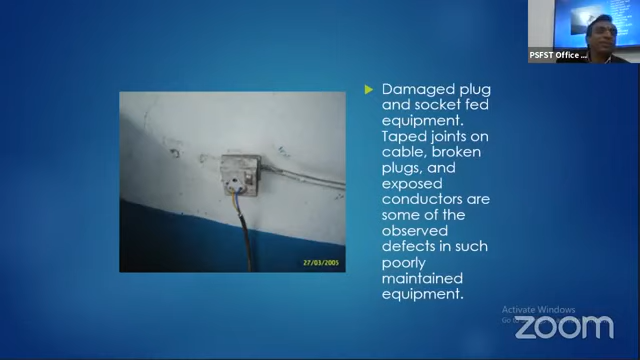 PSFST Office ...
Damaged plug
and socket fed
equipment.
Taped joints on
cable, broken
plugs, and
exposed
conductors are
some of the
observed
defects in such
poorly
maintained
equipment.
27/03/2005
Activate Windows
zoom